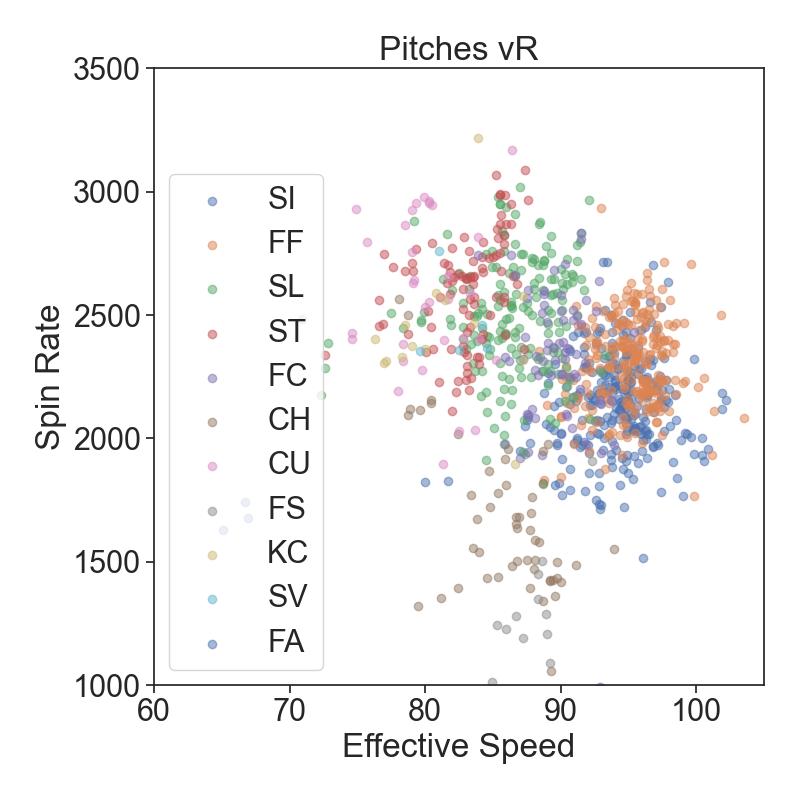 Pitches vR
3500
3000
2500
2000
1500
1000
Spin Rate
SI
FF
SL
ST
FC
CH
CU
FS
KC
SV
FA
60
70
80
90
100
Effective Speed